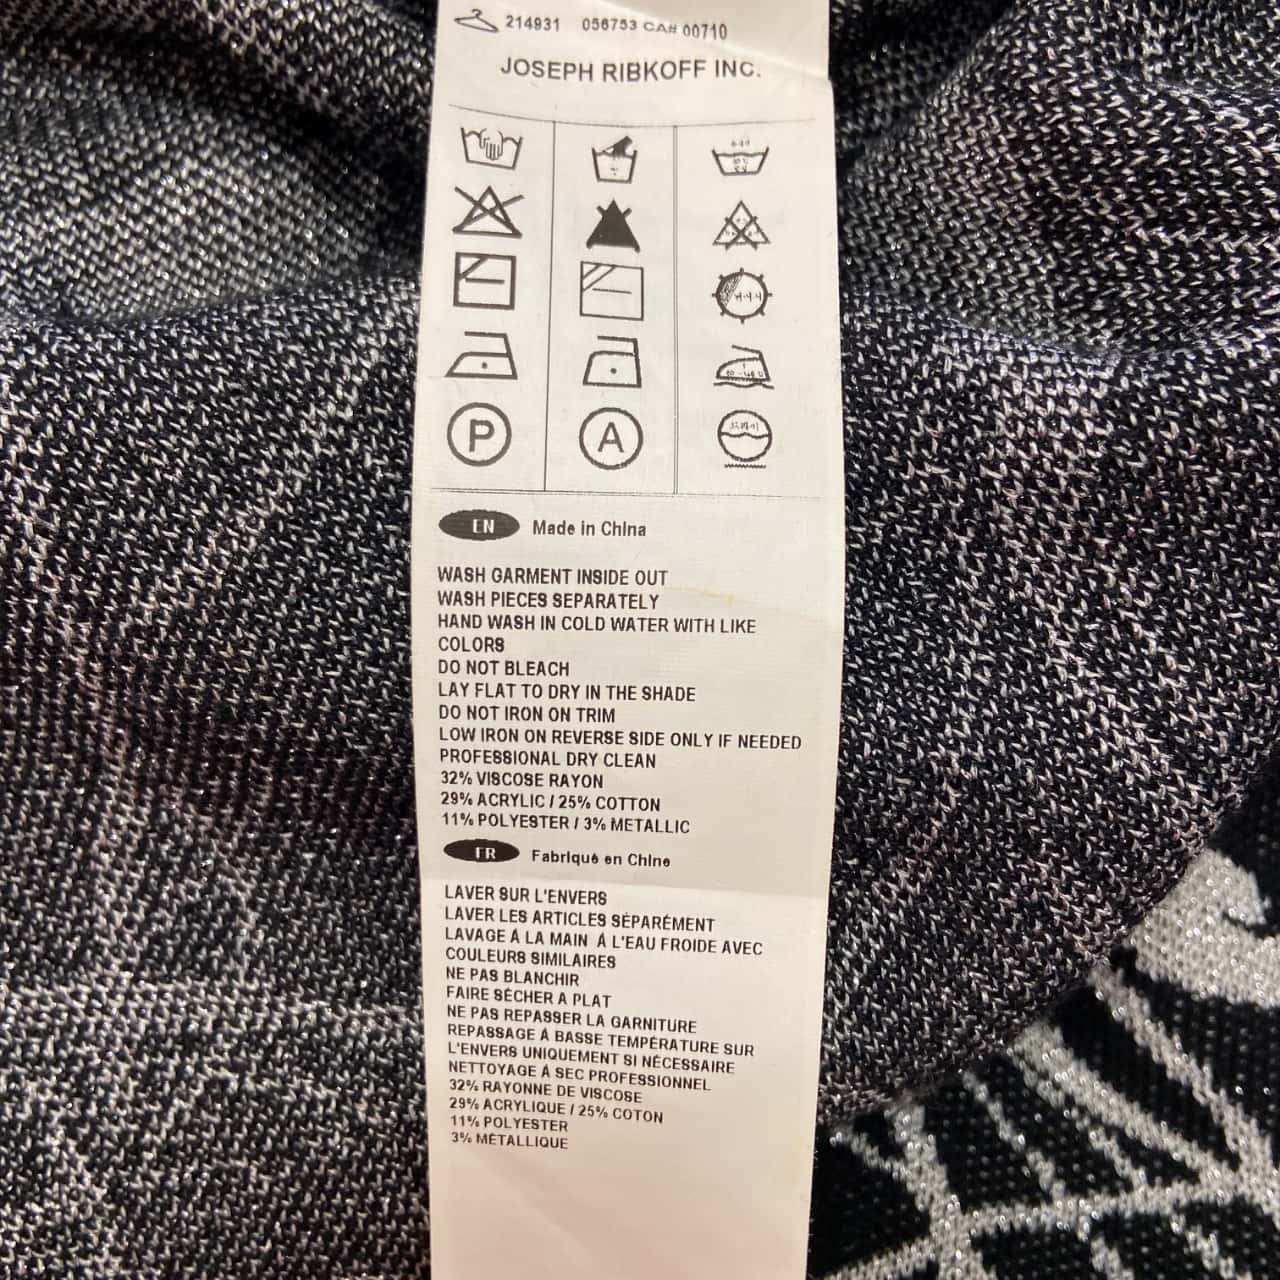 214931 056753 CA# 00710
JOSEPH RIBKOFF INC.
P
A
EN Made in China
WASH GARMENT INSIDE OUT
WASH PIECES SEPARATELY
HAND WASH IN COLD WATER WITH LIKE
COLORS
DO NOT BLEACH
LAY FLAT TO DRY IN THE SHADE
DO NOT IRON ON TRIM
LOW IRON ON REVERSE SIDE ONLY IF NEEDED
PROFESSIONAL DRY CLEAN
32% VISCOSE RAYON
29% ACRYLIC / 25% COTTON
11% POLYESTER / 3% METALLIC
FR Fabriqué en Chine
LAVER SUR L'ENVERS
LAVER LES ARTICLES SÉPARÉMENT
LAVAGE À LA MAIN À L'EAU FROIDE AVEC
COULEURS SIMILAIRES
NE PAS BLANCHIR
FAIRE SÉCHER A PLAT
NE PAS REPASSER LA GARNITURE
REPASSAGE À BASSE TEMPÉRATURE SUR
L'ENVERS UNIQUEMENT SI NÉCESSAIRE
NETTOYAGE À SEC PROFESSIONNEL
32% RAYONNE DE VISCOSE
29% ACRYLIQUE / 25% COTON
11% POLYESTER
3% MÉTALLIQUE